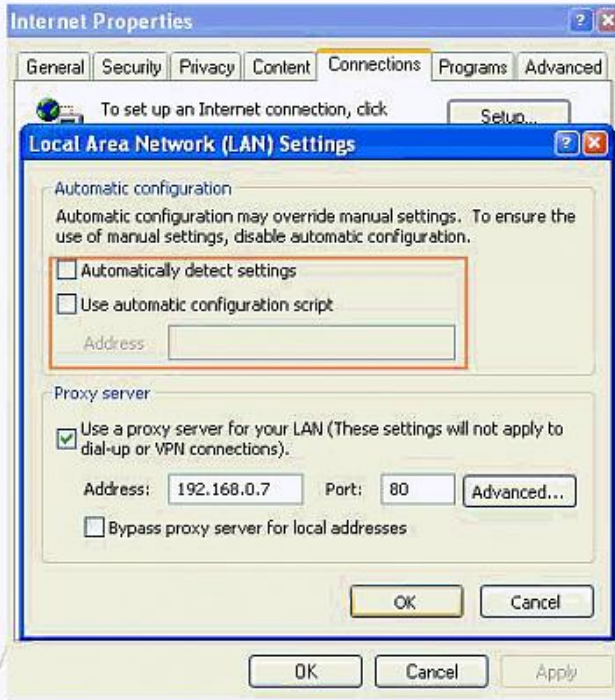 Internet Properties
General Security Privacy Content Connections Programs Advanced
To set up an Internet connection, click
Setup...
Local Area Network (LAN) Settings
Automatic configuration
Automatic configuration may override manual settings. To ensure the
use of manual settings, disable automatic configuration.
Automatically detect settings
Use automatic configuration script
Address
Proxy server
Use a proxy server for your LAN (These settings will not apply to
dial-up or VPN connections).
Address: 192.168.0.7 Port: 80 Advanced...
Bypass proxy server for local addresses
OK Cancel
OK Cancel Apply